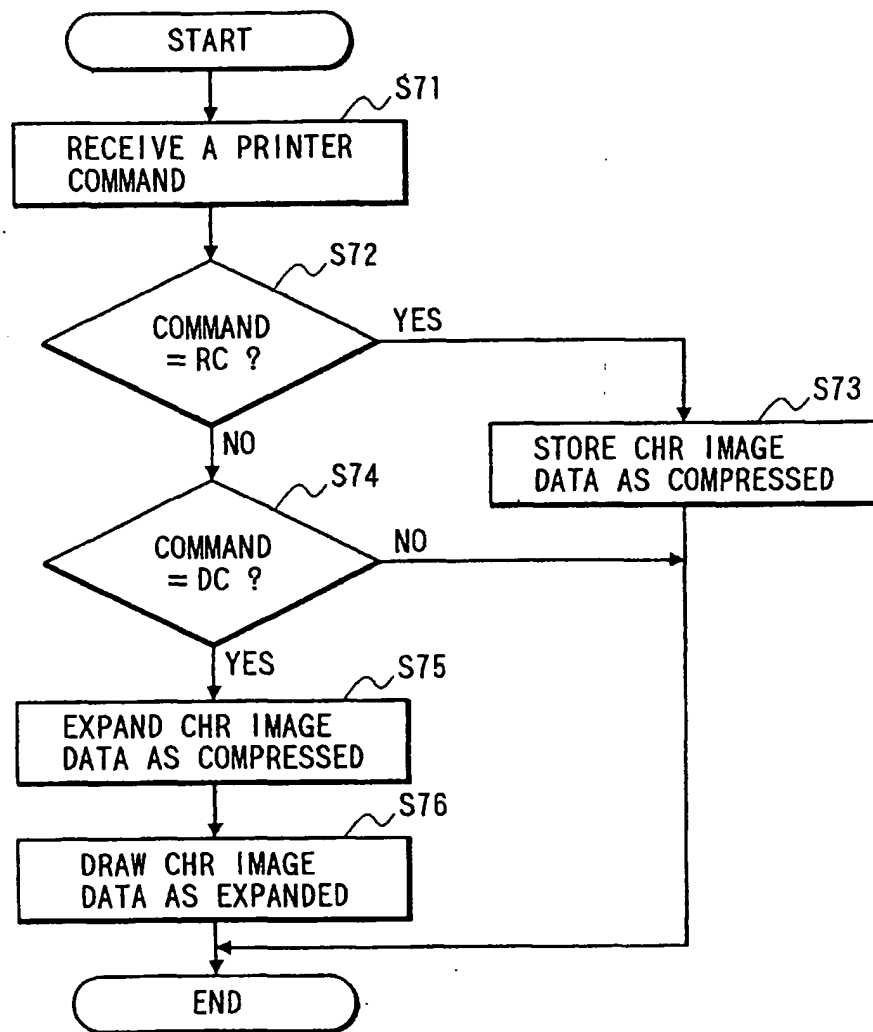 START
S71
RECEIVE A PRINTER
COMMAND
S72
COMMAND
= RC ?
YES
NO
S73
STORE CHR IMAGE
DATA AS COMPRESSED
S74
COMMAND
= DC ?
NO
YES
S75
EXPAND CHR IMAGE
DATA AS COMPRESSED
S76
DRAW CHR IMAGE
DATA AS EXPANDED
END